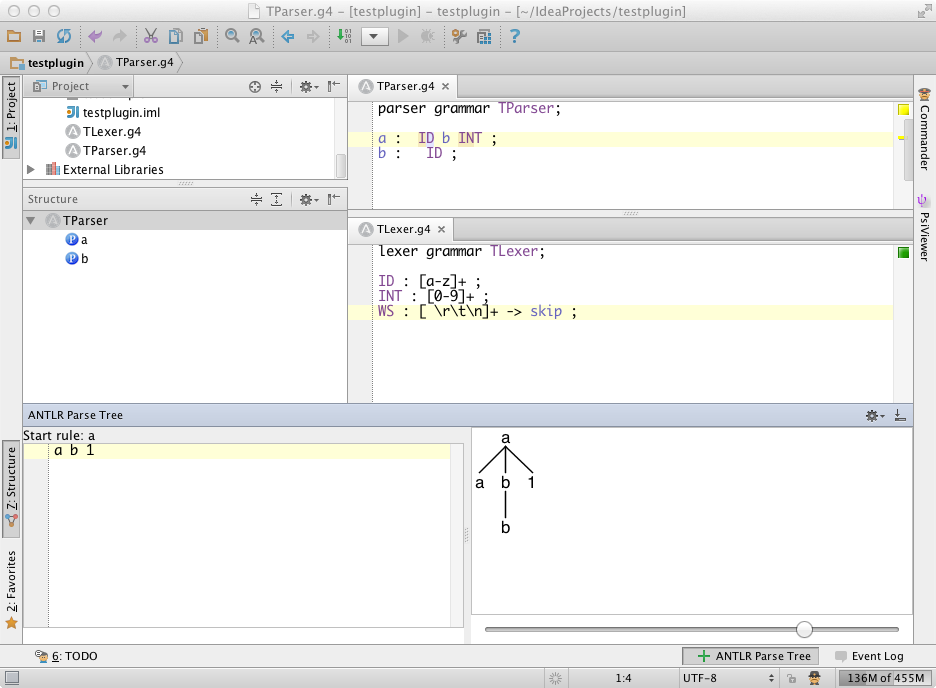 TParser.g4 - [testplugin] - testplugin - [~/IdeaProjects/testplugin]
testplugin
TParser.g4
1: Project
Project
testplugin.iml
TLexer.g4
TParser.g4
External Libraries
Structure
TParser
a
b
TParser.g4
parser grammar TParser;
a :  ID b INT ;
b :   ID ;
TLexer.g4
lexer grammar TLexer;
ID : [a-z]+ ;
INT : [0-9]+ ;
WS : [ \r\t\n]+ -> skip ;
Commander
PsiViewer
ANTLR Parse Tree
Start rule: a
a b 1
a
a b 1
b
Z: Structure
2: Favorites
6: TODO
ANTLR Parse Tree
Event Log
1:4
UTF-8
136M of 455M